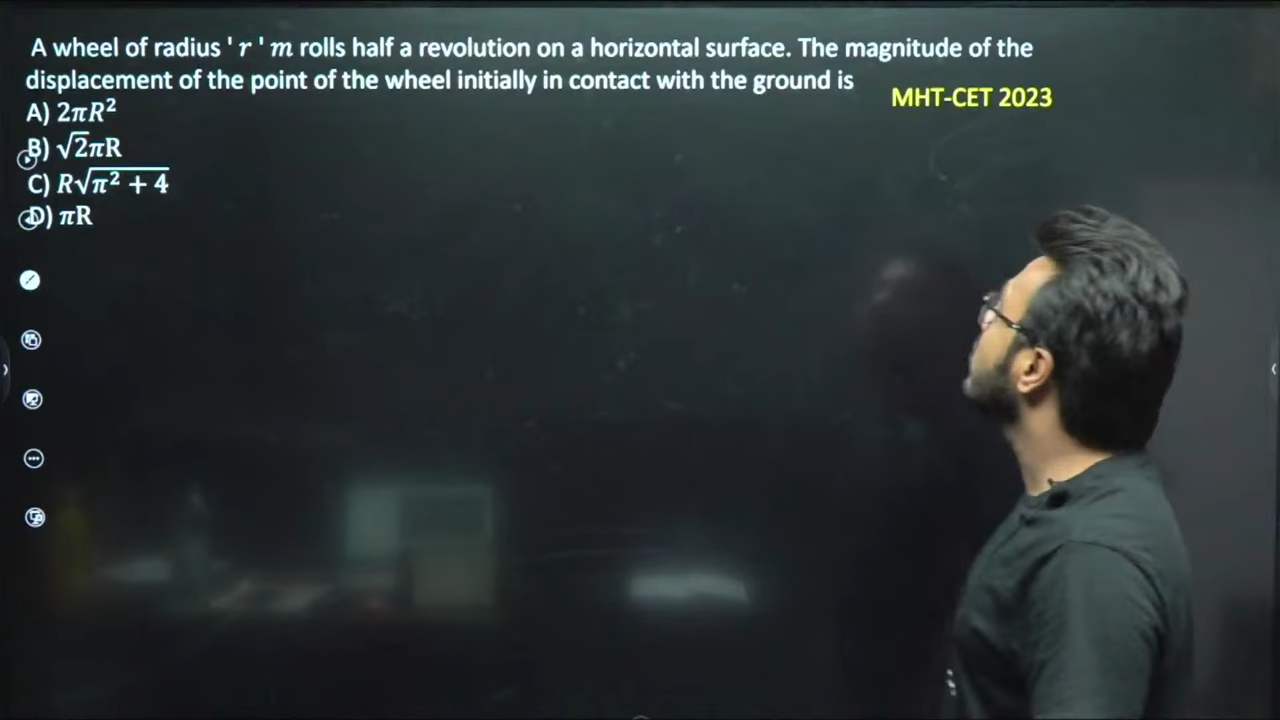 A wheel of radius ' r ' m rolls half a revolution on a horizontal surface. The magnitude of the
displacement of the point of the wheel initially in contact with the ground is
MHT-CET 2023
A) 2πR²
B) √2πR
C) R√π² + 4
D) πR